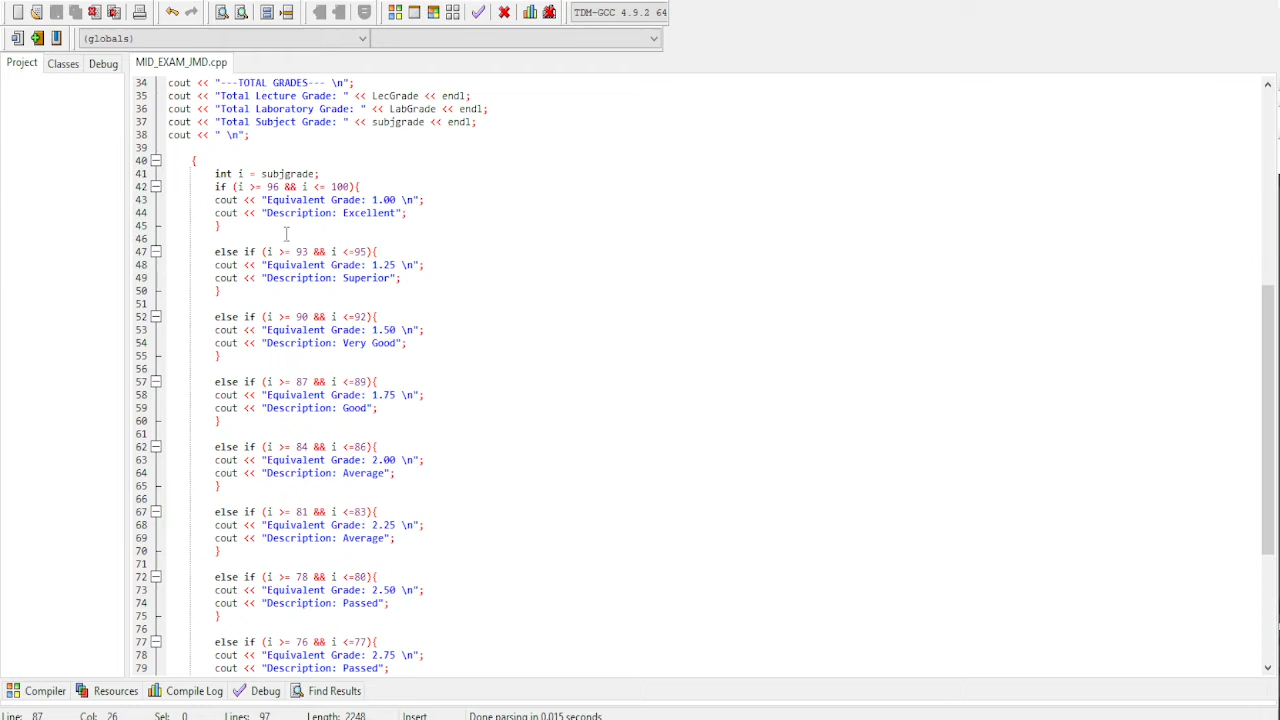 TDM-GCC 4.9.2 64
(globals)
Project Classes Debug MID_EXAM_JMD.cpp
34 cout << "---TOTAL GRADES--- \n";
35 cout << "Total Lecture Grade: " << LecGrade << endl;
36 cout << "Total Laboratory Grade: " << LabGrade << endl;
37 cout << "Total Subject Grade: " << subjgrade << endl;
38 cout << " \n";
39
40 {
41 int i = subjgrade;
42 if (i >= 96 && i <= 100){
43 cout << "Equivalent Grade: 1.00 \n";
44 cout << "Description: Excellent";
45 }
46
47 else if (i >= 93 && i <=95){
48 cout << "Equivalent Grade: 1.25 \n";
49 cout << "Description: Superior";
50 }
51
52 else if (i >= 90 && i <=92){
53 cout << "Equivalent Grade: 1.50 \n";
54 cout << "Description: Very Good";
55 }
56
57 else if (i >= 87 && i <=89){
58 cout << "Equivalent Grade: 1.75 \n";
59 cout << "Description: Good";
60 }
61
62 else if (i >= 84 && i <=86){
63 cout << "Equivalent Grade: 2.00 \n";
64 cout << "Description: Average";
65 }
66
67 else if (i >= 81 && i <=83){
68 cout << "Equivalent Grade: 2.25 \n";
69 cout << "Description: Average";
70 }
71
72 else if (i >= 78 && i <=80){
73 cout << "Equivalent Grade: 2.50 \n";
74 cout << "Description: Passed";
75 }
76
77 else if (i >= 76 && i <=77){
78 cout << "Equivalent Grade: 2.75 \n";
79 cout << "Description: Passed";
Compiler Resources Compile Log Debug Find Results
Line: 87 Col: 26 Sel: 0 Lines: 97 Length: 2248 Insert Done parsing in 0.015 seconds